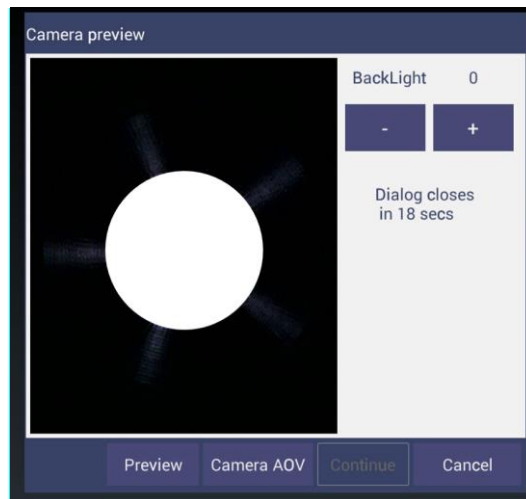 Camera preview
BackLight 0
- +
Dialog closes
in 18 secs
Preview Camera AOV Continue Cancel